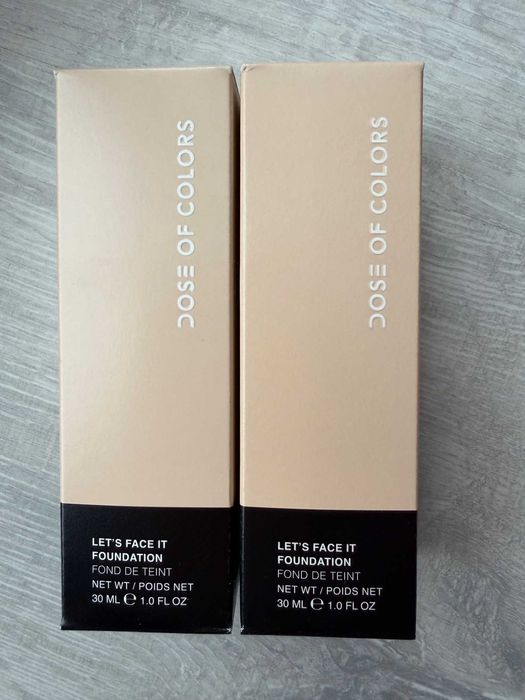 DOSE OF COLORS
LET'S FACE IT
FOUNDATION
FOND DE TEINT
NET WT / POIDS NET
30 ML ℮ 1.0 FL OZ
DOSE OF COLORS
LET'S FACE IT
FOUNDATION
FOND DE TEINT
NET WT / POIDS NET
30 ML ℮ 1.0 FL OZ